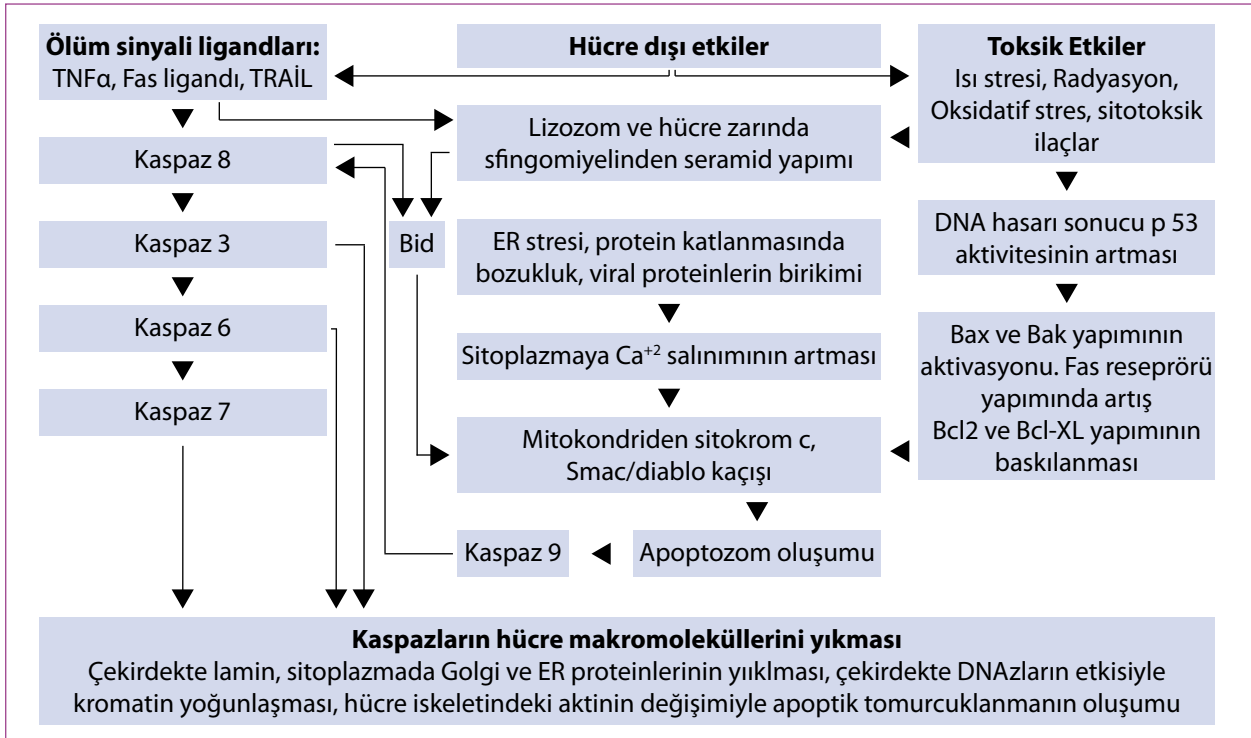 Ölüm sinyali ligandları:
TNFα, Fas ligandı, TRAİL
Hücre dışı etkiler
Toksik Etkiler
Isı stresi, Radyasyon,
Oksidatif stres, sitotoksik
ilaçlar
Kaspaz 8
Lizozom ve hücre zarında
sfingomiyelinden seramid yapımı
Kaspaz 3
Bid
ER stresi, protein katlanmasında
bozukluk, viral proteinlerin birikimi
DNA hasarı sonucu p 53
aktivitesinin artması
Kaspaz 6
Sitoplazmaya Ca⁺² salınımının artması
Bax ve Bak yapımının
aktivasyonu. Fas reseprörü
yapımında artış
Bcl2 ve Bcl-XL yapımının
baskılanması
Kaspaz 7
Mitokondriden sitokrom c,
Smac/diablo kaçışı
Kaspaz 9
Apoptozom oluşumu
Kaspazların hücre makromoleküllerini yıkması
Çekirdekte lamin, sitoplazmada Golgi ve ER proteinlerinin yııklması, çekirdekte DNAzların etkisiyle
kromatin yoğunlaşması, hücre iskeletindeki aktinin değişimiyle apoptik tomurcuklanmanın oluşumu